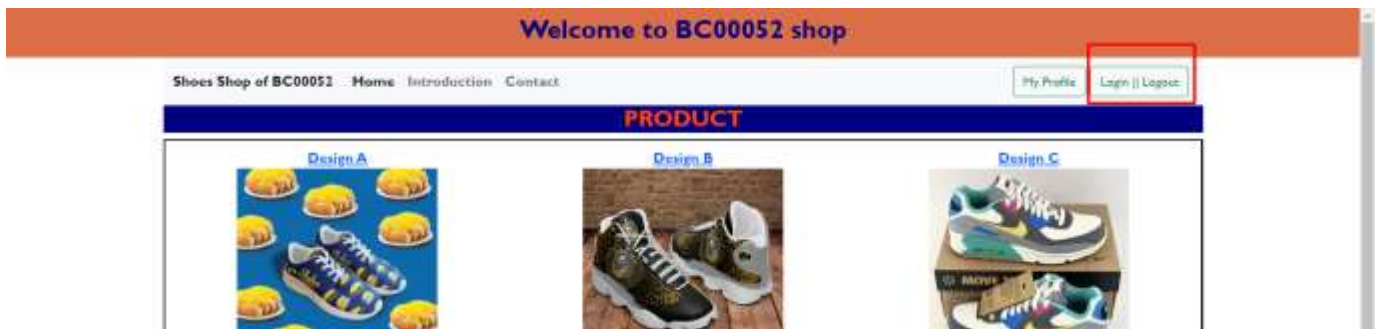 Welcome to BC00052 shop
Shoes Shop of BC00052 Home Introduction Contact My Profile Login || Logout
PRODUCT
Design A Design B Design C
MOVE